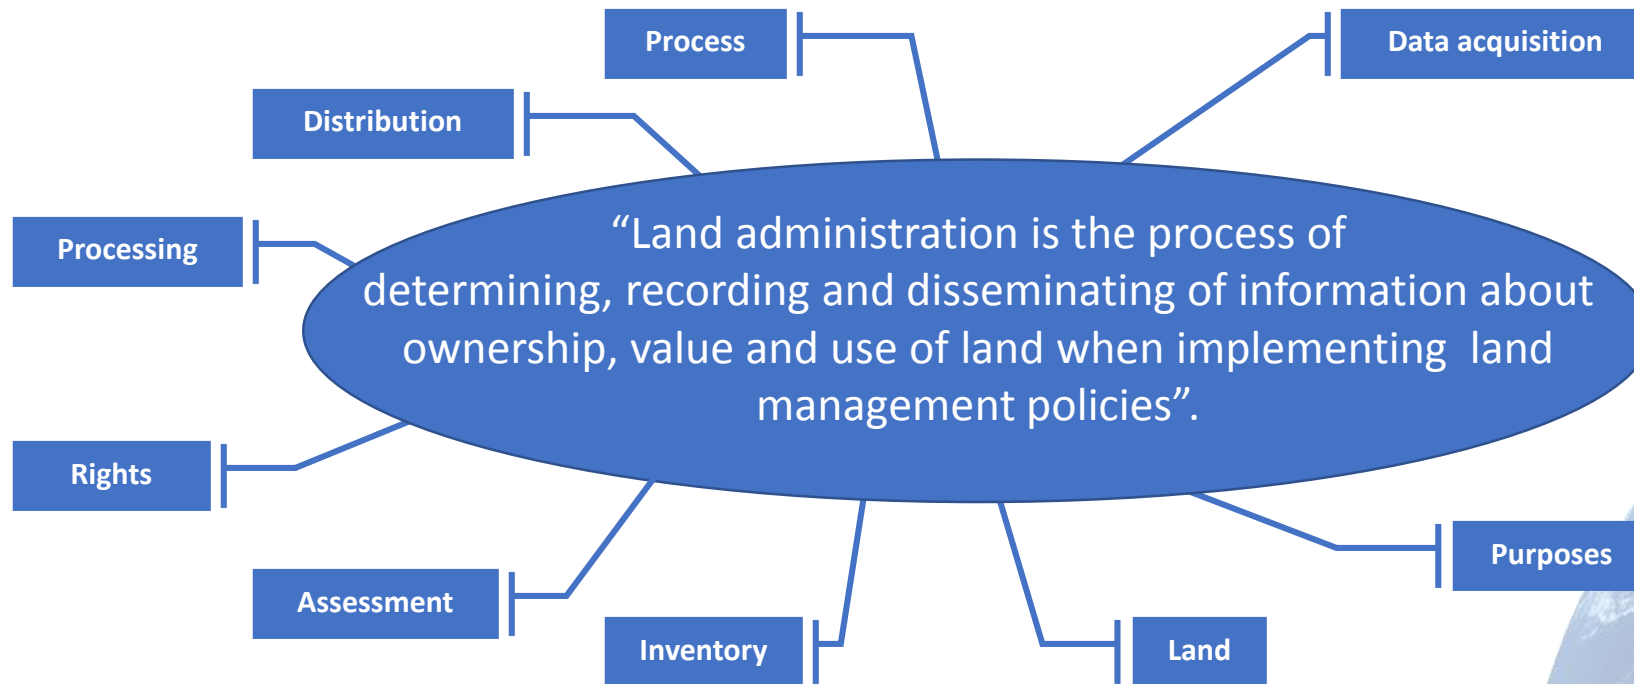 Process
Data acquisition
Distribution
Processing
“Land administration is the process of
determining, recording and disseminating of information about
ownership, value and use of land when implementing  land
management policies”.
Rights
Purposes
Assessment
Inventory
Land